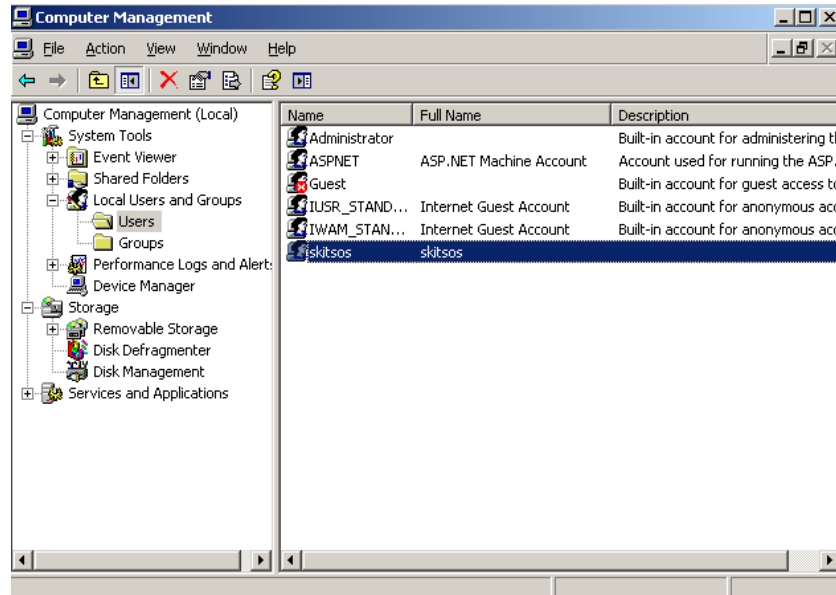 Computer Management
File Action View Window Help
Computer Management (Local)
System Tools
Event Viewer
Shared Folders
Local Users and Groups
Users
Groups
Performance Logs and Alert
Device Manager
Storage
Removable Storage
Disk Defragmenter
Disk Management
Services and Applications
Name Full Name Description
Administrator Built-in account for administering
ASPNET ASP.NET Machine Account Account used for running the ASP.
Guest Built-in account for guest access to
IUSR_STAND... Internet Guest Account Built-in account for anonymous
IWAM_STAN... Internet Guest Account Built-in account for anonymous
skitsos skitsos